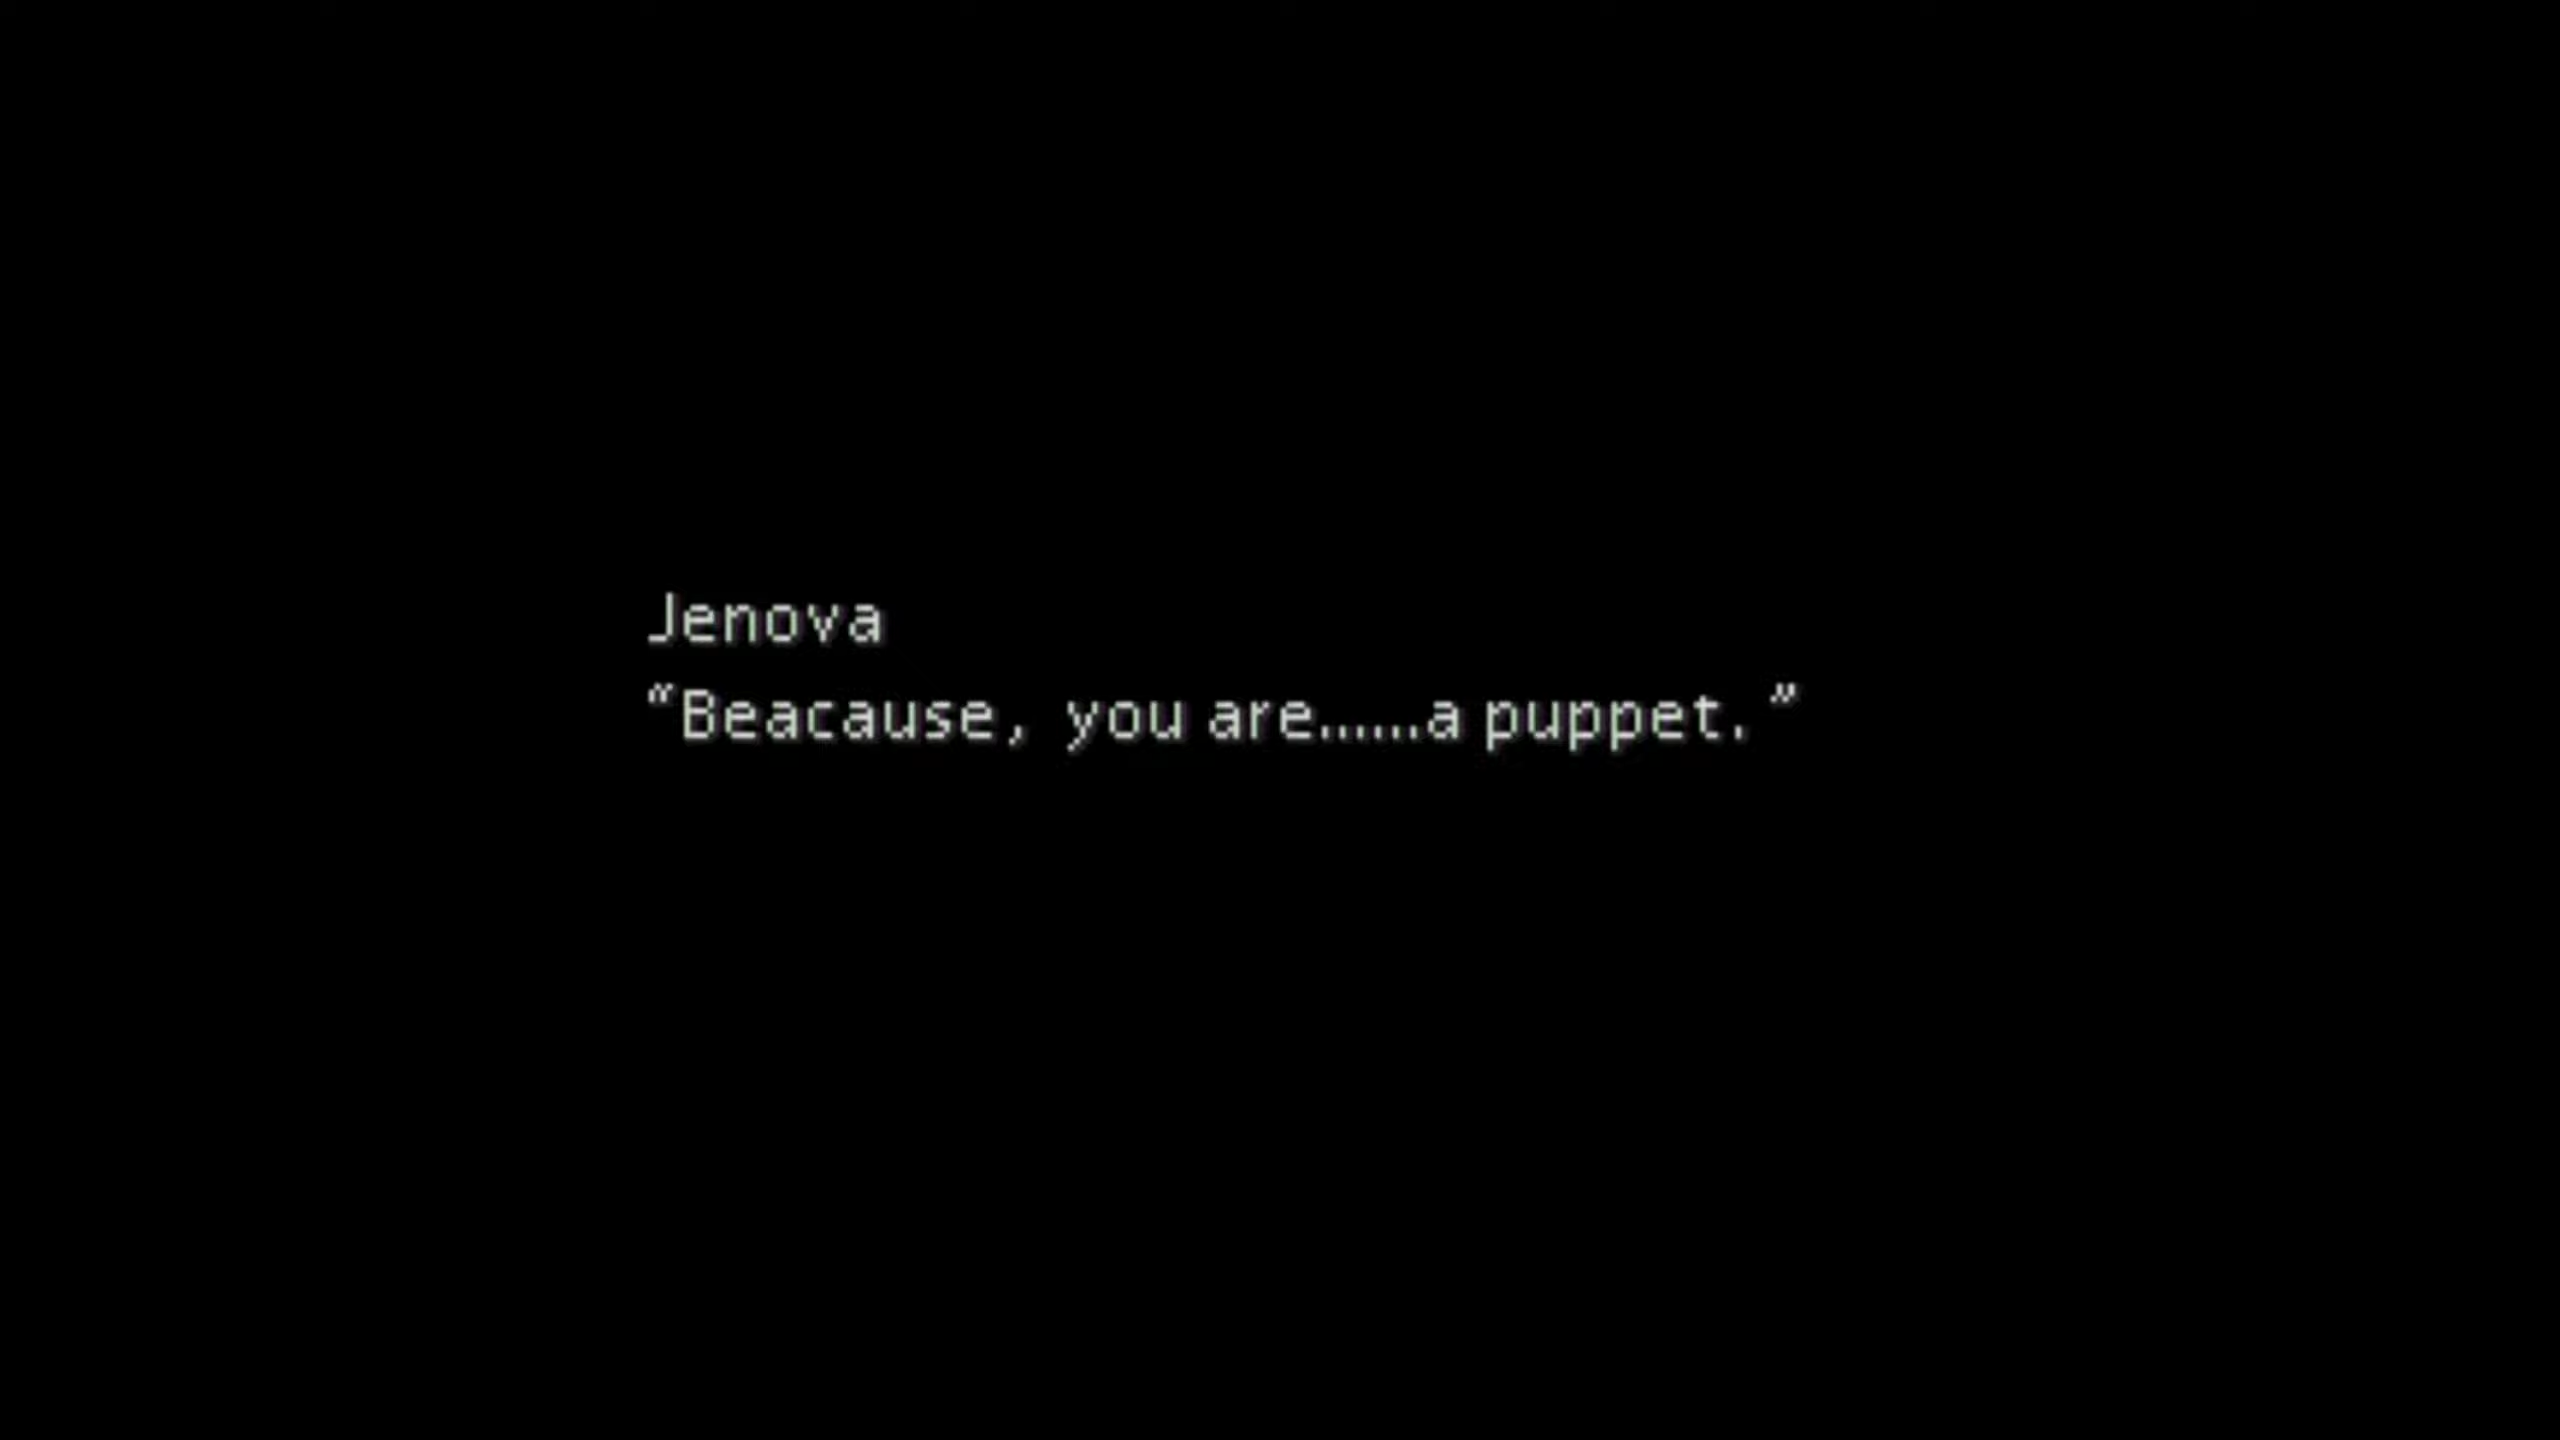 Jenova
“Beacause, you are......a puppet.”